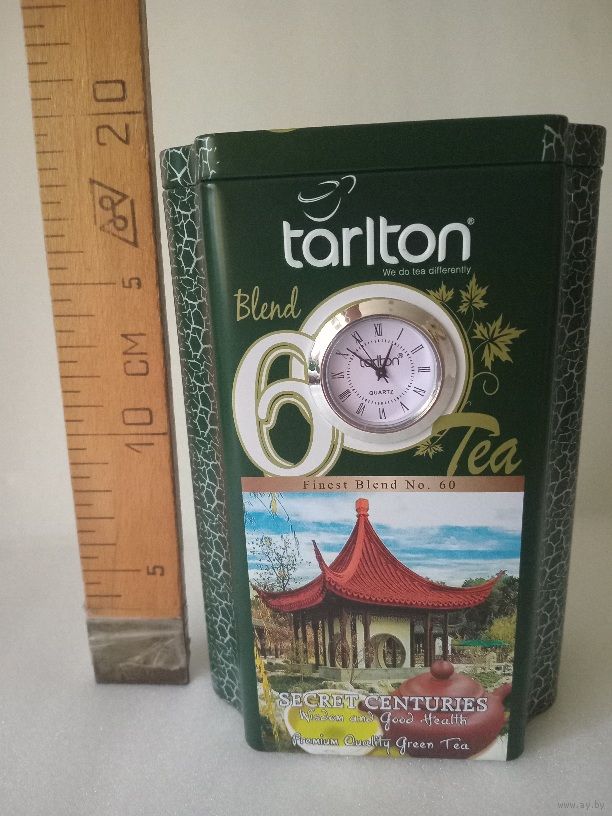 20
5
10 CM
5
tarlton®
We do tea differently
Blend
60
XII
tarlton®
QUARTZ
Tea
Finest Blend No. 60
SECRET CENTURIES
Wisdom and Good Health
Premium Quality Green Tea
www.ay.by